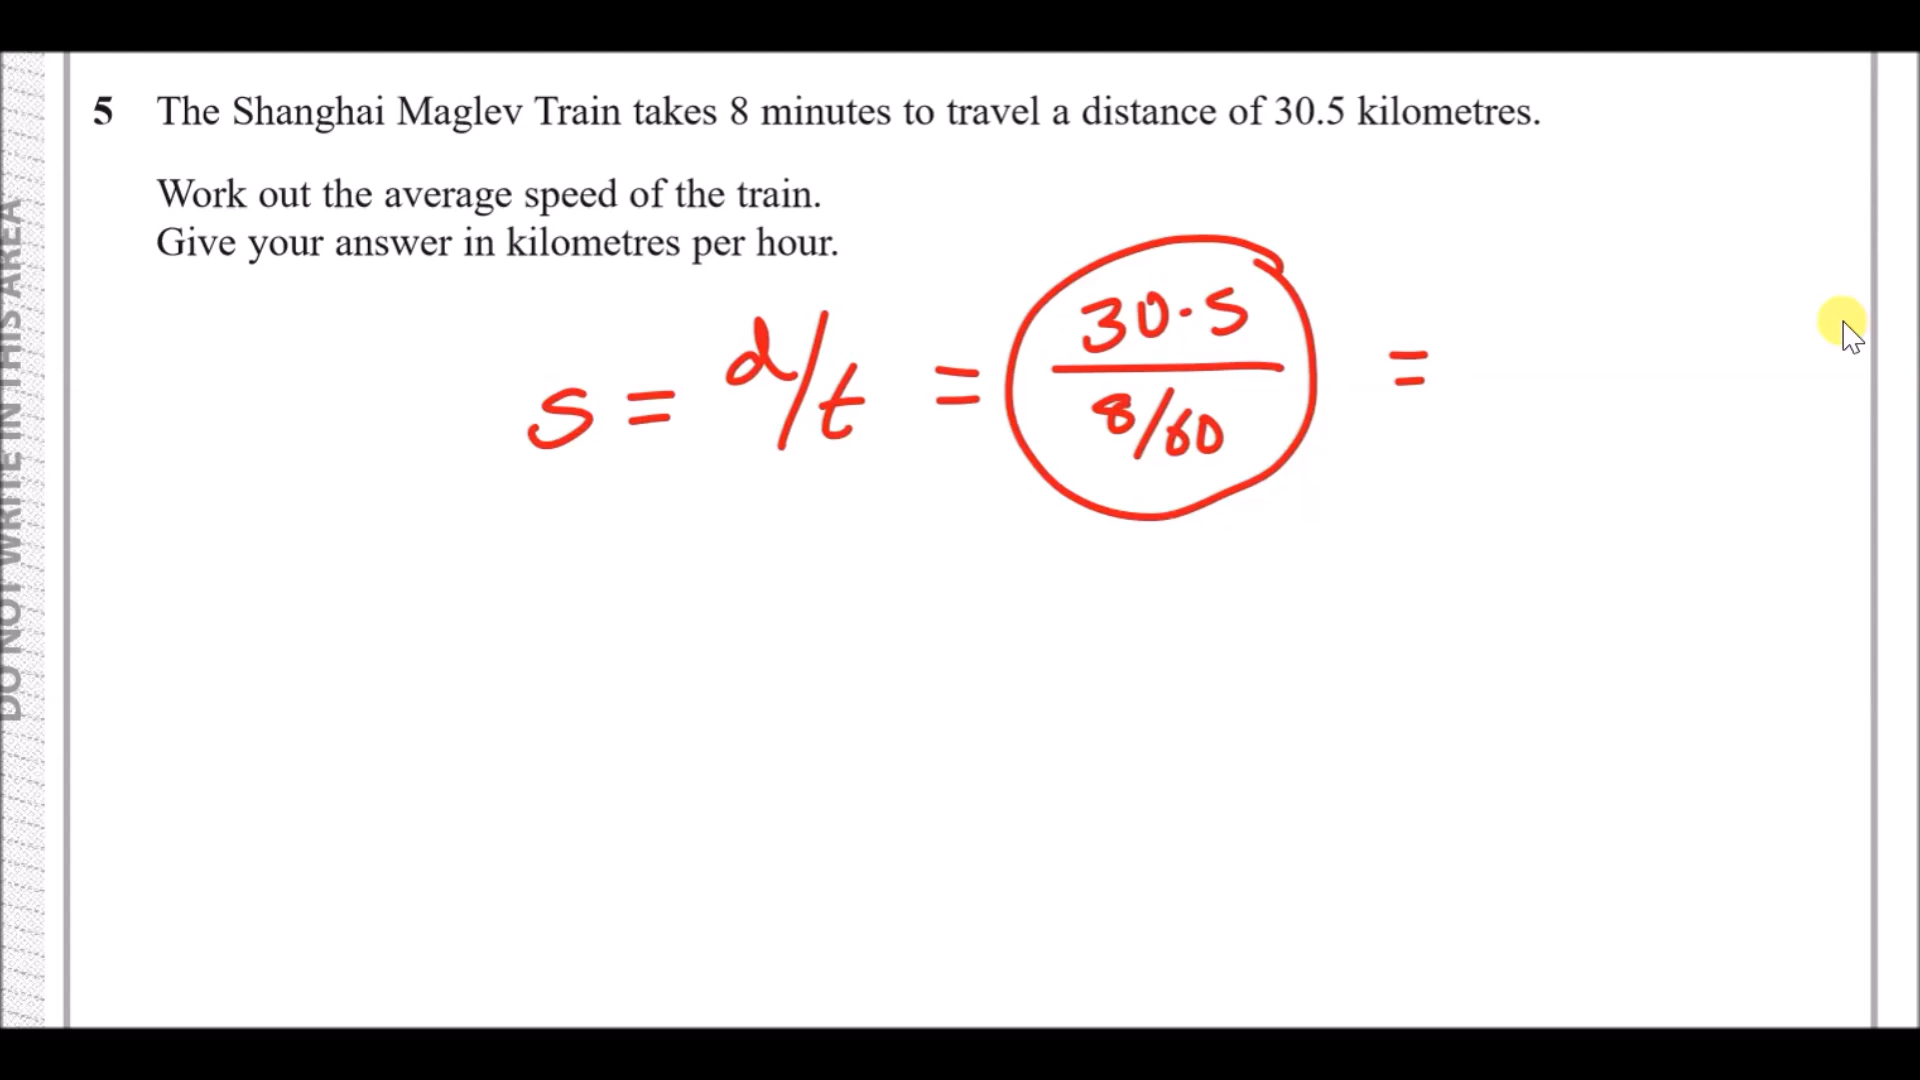 5 The Shanghai Maglev Train takes 8 minutes to travel a distance of 30.5 kilometres.
Work out the average speed of the train.
Give your answer in kilometres per hour.
s = d/t = 30.5 / 8/60 =
DO NOT WRITE IN THIS AREA